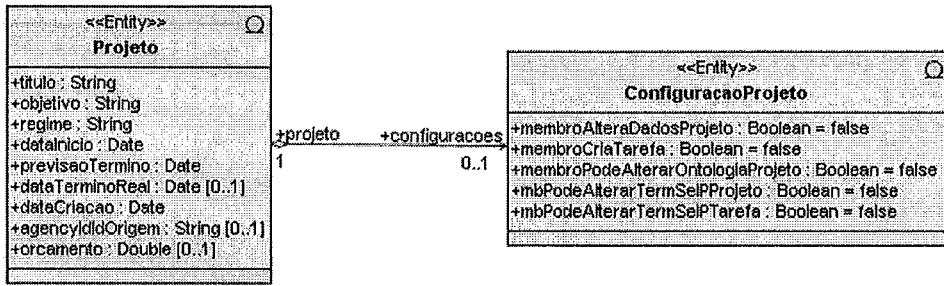 <<Entity>>
Projeto
+titulo : String
+objetivo : String
+regime : String
+dataInicio : Date
+previsaoTermino : Date
+dataTerminoReal : Date [0..1]
+dataCriacao : Date
+agencyIdIdOrigem : String [0..1]
+orcamento : Double [0..1]
+projeto
+configuracoes
1
0..1
<<Entity>>
ConfiguracaoProjeto
+membroAlteraDadosProjeto : Boolean = false
+membroCriaTarefa : Boolean = false
+membroPodeAlterarOntologiaProjeto : Boolean = false
+mbPodeAlterarTermSelPProjeto : Boolean = false
+mbPodeAlterarTermSelPTarefa : Boolean = false